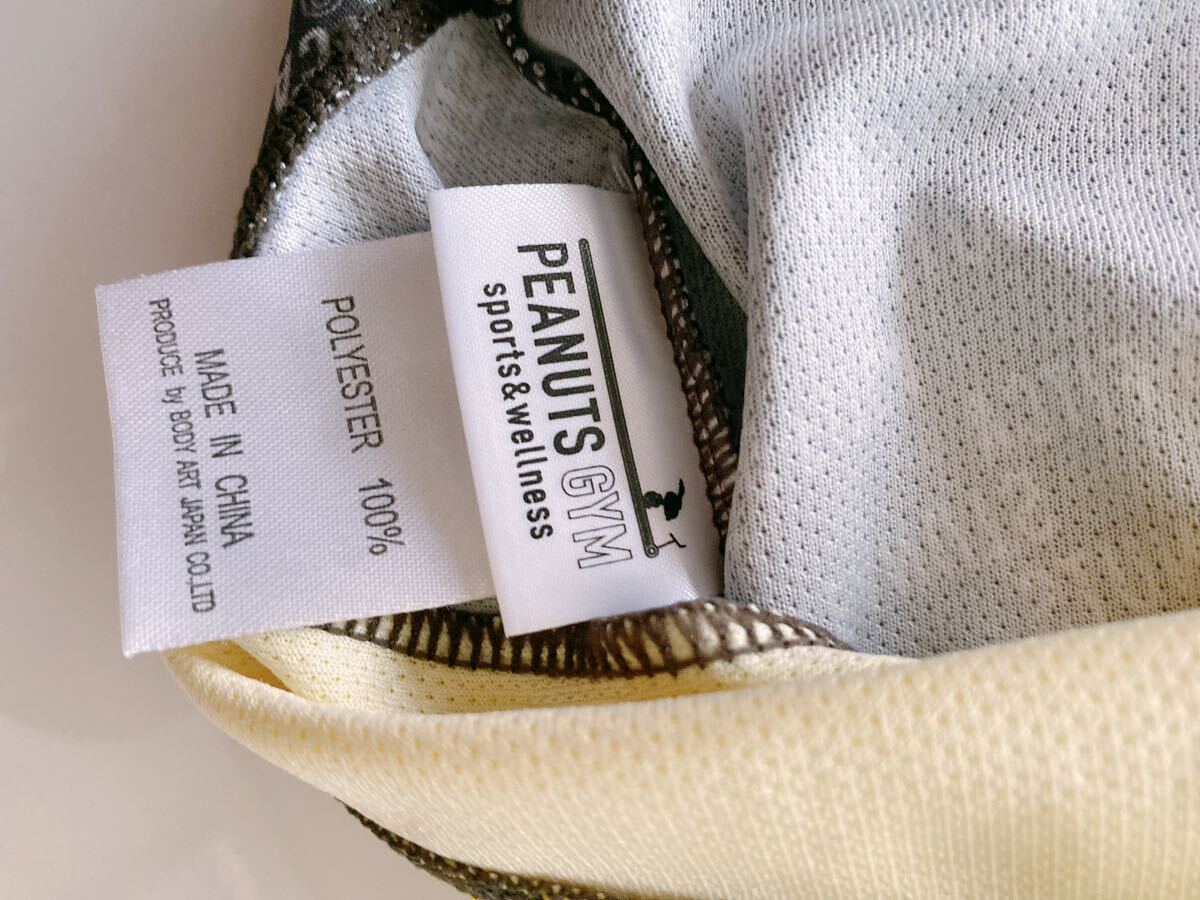 PEANUTS GYM
sports&wellness
POLYESTER 100%
MADE IN CHINA
PRODUCE by BODY ART JAPAN CO.LTD